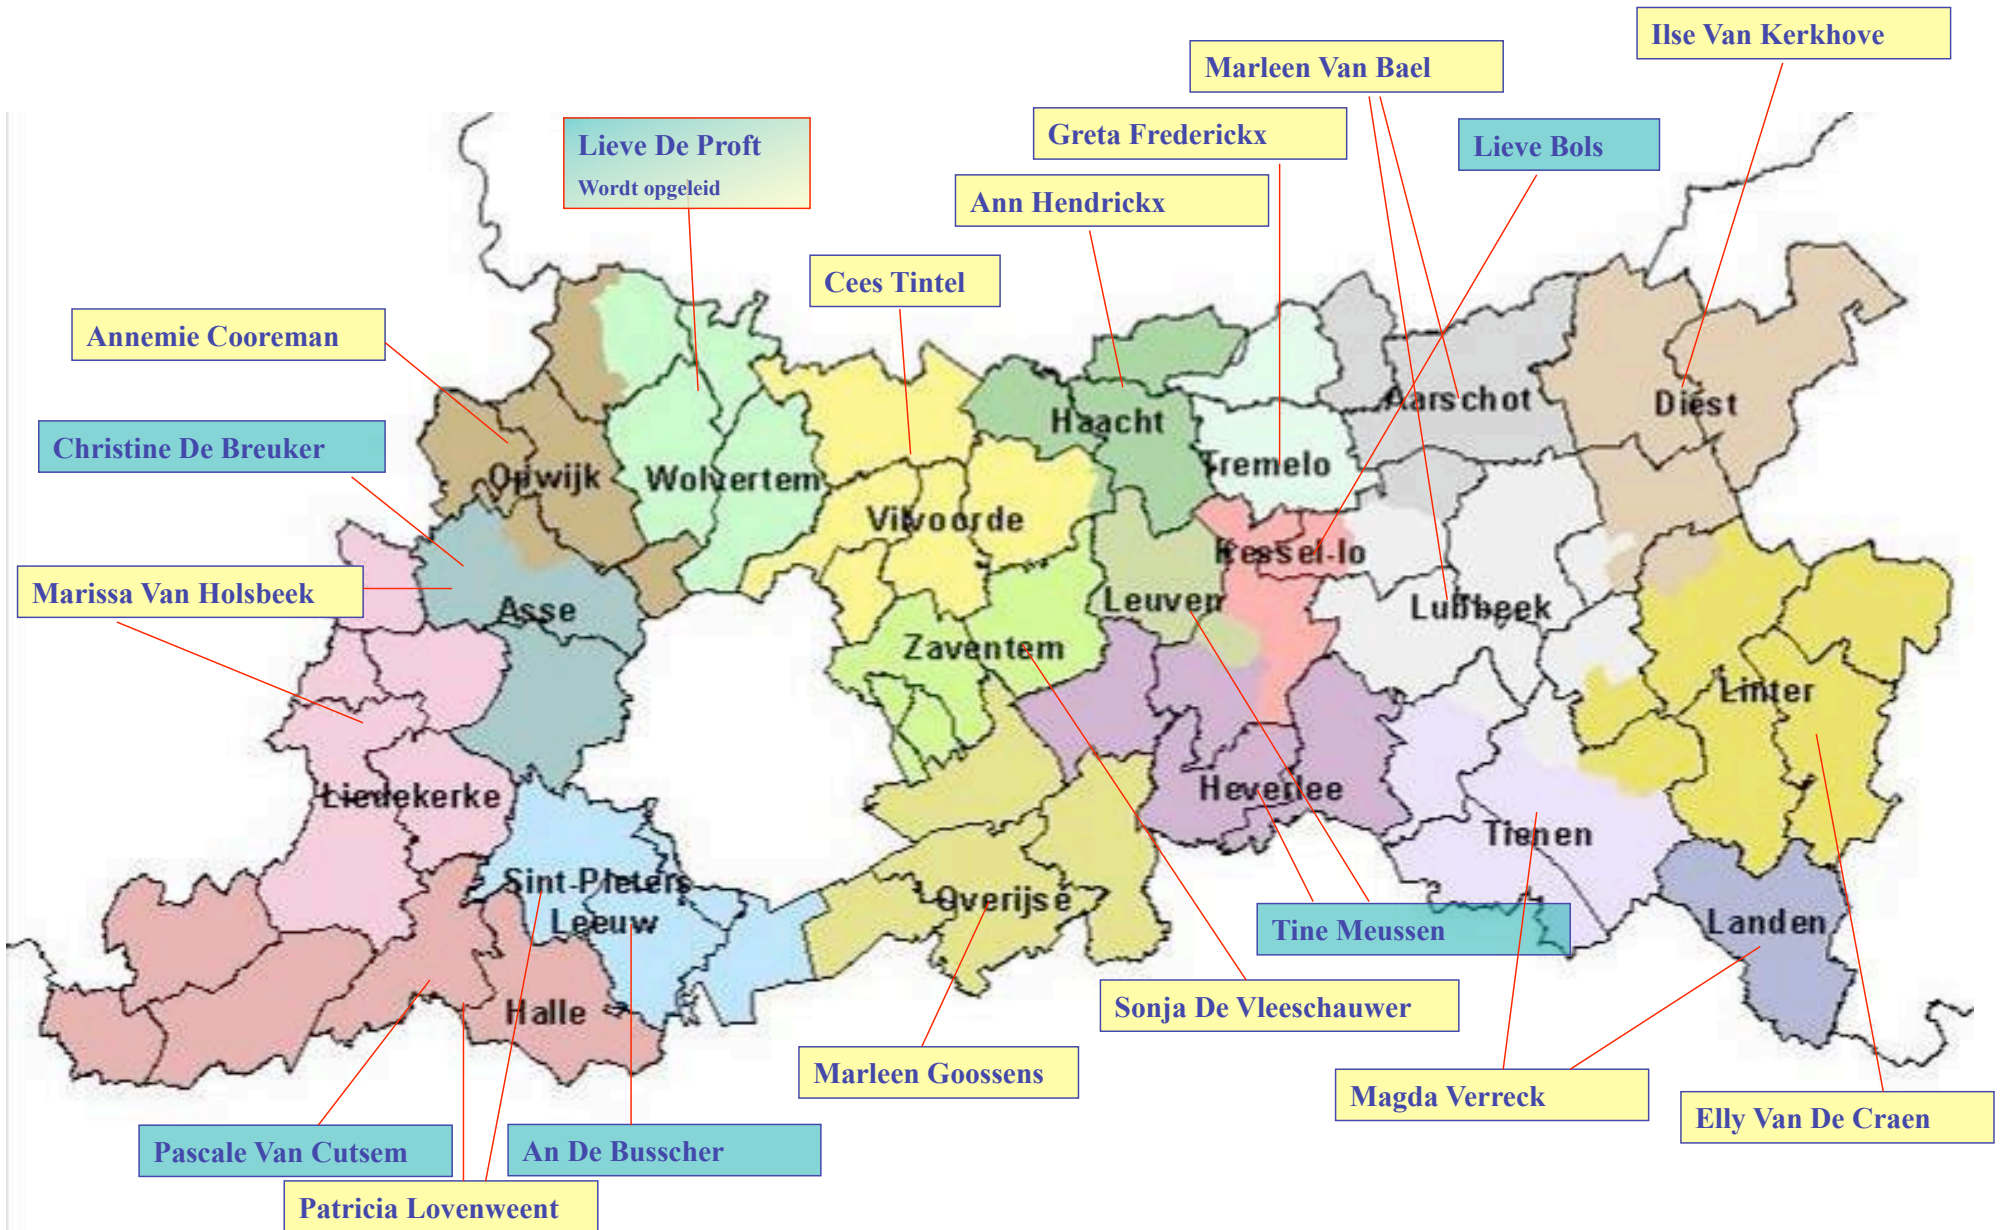 Ilse Van Kerkhove
Marleen Van Bael
Greta Frederickx
Lieve De Proft
Wordt opgeleid
Lieve Bols
Ann Hendrickx
Cees Tintel
Annemie Cooreman
Christine De Breuker
Marissa Van Holsbeek
Haacht
Aarschot
Diest
Opwijk
Wolvertem
Tremelo
Vilvoorde
Kessel-lo
Asse
Leuven
Lubbeek
Zaventem
Linter
Liedekerke
Heverlee
Tienen
Sint-Pieters
Leeuw
Overijse
Landen
Tine Meussen
Halle
Sonja De Vleeschauwer
Marleen Goossens
Magda Verreck
Elly Van De Craen
Pascale Van Cutsem
An De Busscher
Patricia Lovenweent